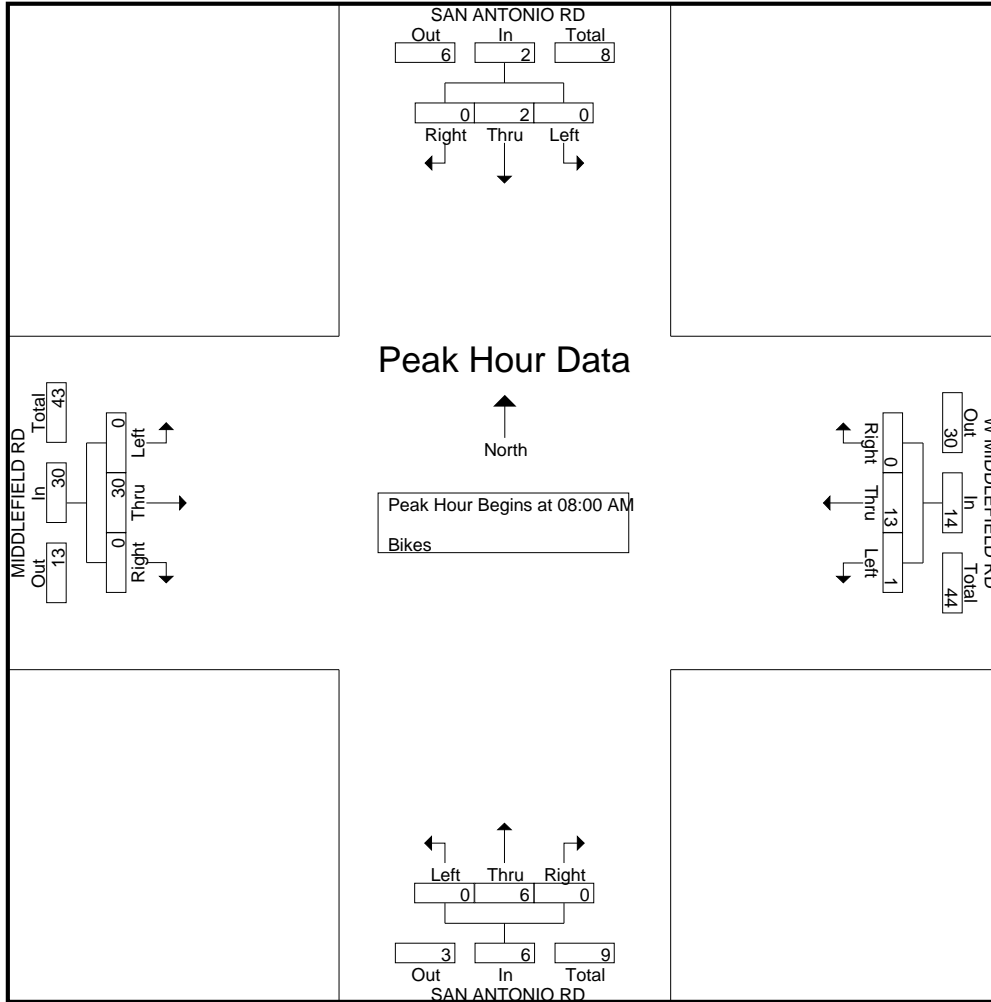 SAN ANTONIO RD
Out In Total
6 2 8
0 2 0
Right Thru Left
Peak Hour Data
North
Peak Hour Begins at 08:00 AM
Bikes
MIDDLEFIELD RD
Out In Total
13 30 43
0 30 0
Right Thru Left
W MIDDLEFIELD RD
Out In Total
30 14 44
0 13 1
Right Thru Left
Left Thru Right
0 6 0
3 6 9
Out In Total
SAN ANTONIO RD